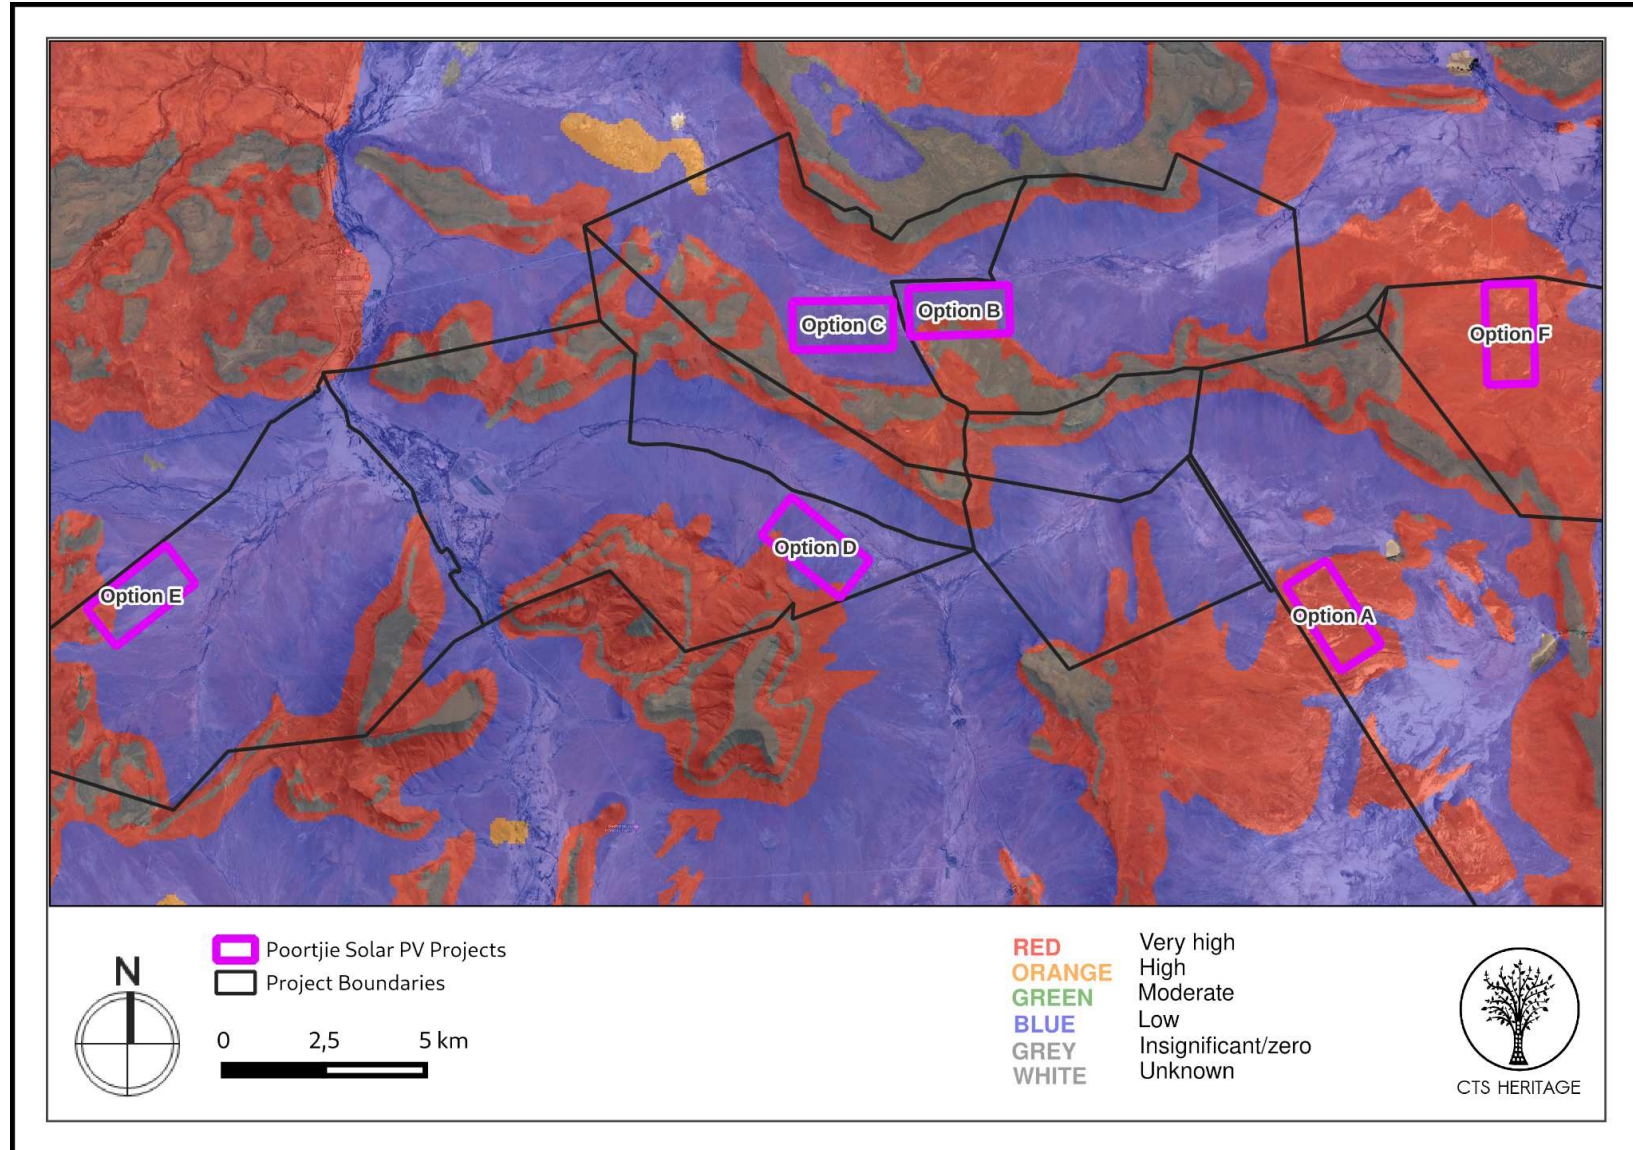 Option C
Option B
Option F
Option D
Option E
Option A
N
Poortjie Solar PV Projects
Project Boundaries
0 2,5 5 km
RED Very high
ORANGE High
GREEN Moderate
BLUE Low
GREY Insignificant/zero
WHITE Unknown
CTS HERITAGE